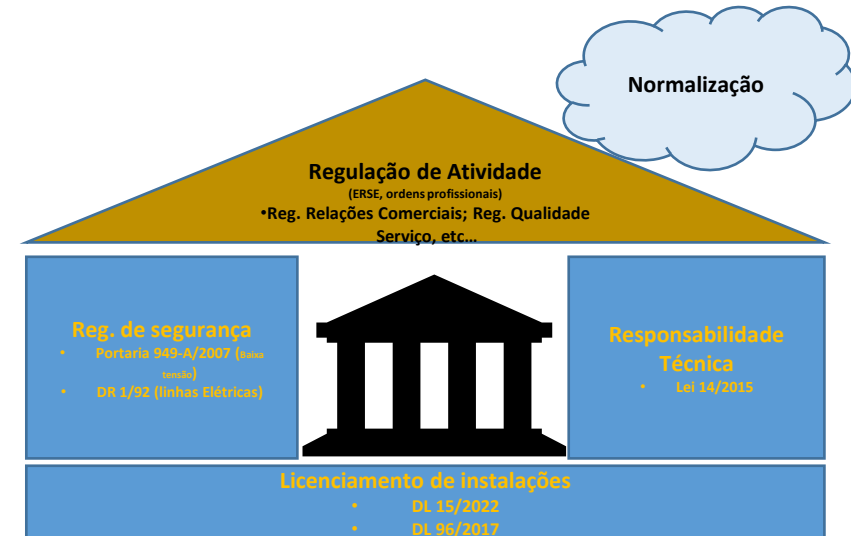 Normalização
Regulação de Atividade
(ERSE, ordens profissionais)
•Reg. Relações Comerciais; Reg. Qualidade
Serviço, etc…
Reg. de segurança
• Portaria 949-A/2007 (Baixa
tensão)
• DR 1/92 (linhas Elétricas)
Responsabilidade
Técnica
• Lei 14/2015
Licenciamento de instalações
• DL 15/2022
• DL 96/2017